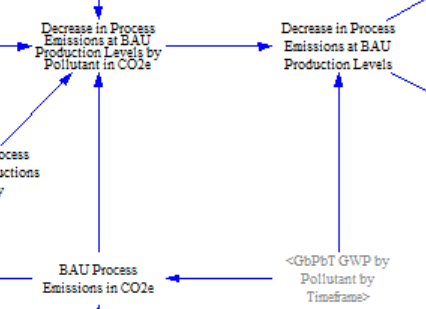 Decrease in Process
Emissions at BAU
Production Levels by
Pollutant in CO2e
Decrease in Process
Emissions at BAU
Production Levels
ocess
uctions
y
BAU Process
Emissions in CO2e
<GbPbT GWP by
Pollutant by
Timeframe>